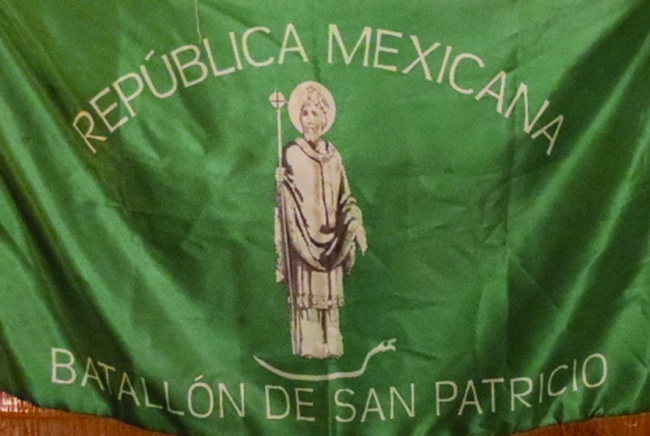 REPÚBLICA MEXICANA
BATALLÓN DE SAN PATRICIO